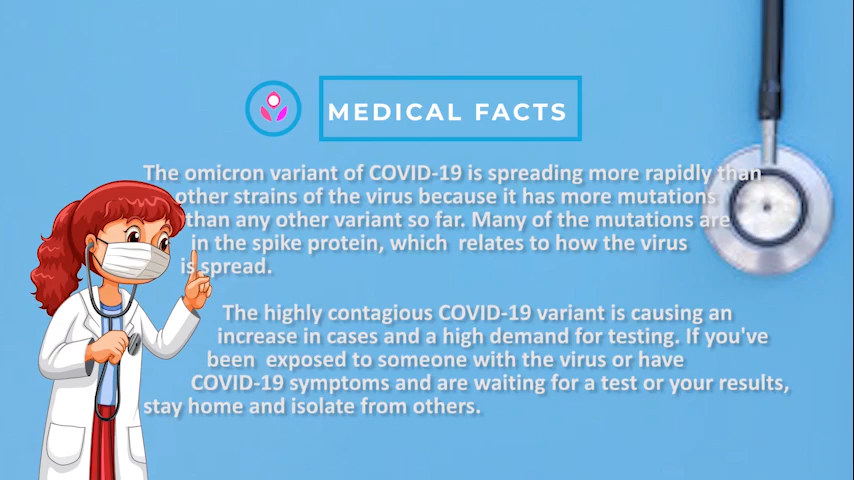 MEDICAL FACTS
The omicron variant of COVID-19 is spreading more rapidly than
other strains of the virus because it has more mutations
than any other variant so far. Many of the mutations are
in the spike protein, which relates to how the virus
is spread.
The highly contagious COVID-19 variant is causing an
increase in cases and a high demand for testing. If you've
been exposed to someone with the virus or have
COVID-19 symptoms and are waiting for a test or your results,
stay home and isolate from others.